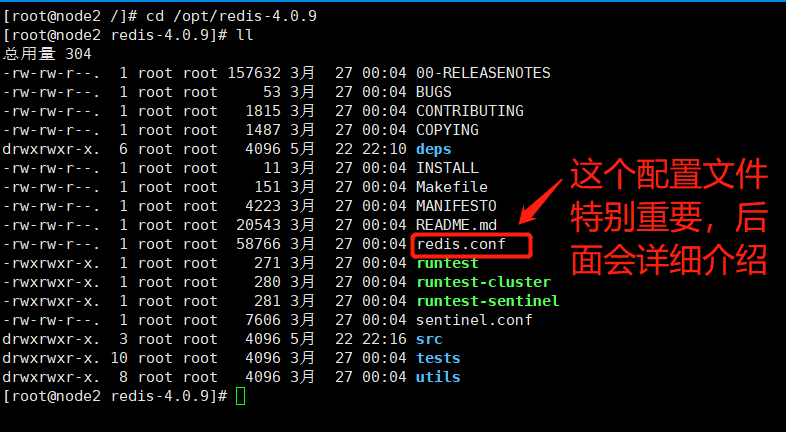 [root@node2 /]# cd /opt/redis-4.0.9
[root@node2 redis-4.0.9]# ll
总用量 304
-rw-rw-r--.  1 root root 157632 3月  27 00:04 00-RELEASENOTES
-rw-rw-r--.  1 root root     53 3月  27 00:04 BUGS
-rw-rw-r--.  1 root root   1815 3月  27 00:04 CONTRIBUTING
-rw-rw-r--.  1 root root   1487 3月  27 00:04 COPYING
drwxrwxr-x.  6 root root   4096 5月  22 22:10 deps
-rw-rw-r--.  1 root root     11 3月  27 00:04 INSTALL
-rw-rw-r--.  1 root root    151 3月  27 00:04 Makefile
-rw-rw-r--.  1 root root   4223 3月  27 00:04 MANIFESTO
-rw-rw-r--.  1 root root  20543 3月  27 00:04 README.md
-rw-rw-r--.  1 root root  58766 3月  27 00:04 redis.conf
-rwxrwxr-x.  1 root root    271 3月  27 00:04 runtest
-rwxrwxr-x.  1 root root    280 3月  27 00:04 runtest-cluster
-rwxrwxr-x.  1 root root    281 3月  27 00:04 runtest-sentinel
-rw-rw-r--.  1 root root   7606 3月  27 00:04 sentinel.conf
drwxrwxr-x.  3 root root   4096 5月  22 22:16 src
drwxrwxr-x. 10 root root   4096 3月  27 00:04 tests
drwxrwxr-x.  8 root root   4096 3月  27 00:04 utils
[root@node2 redis-4.0.9]#
这个配置文件
特别重要，后
面会详细介绍